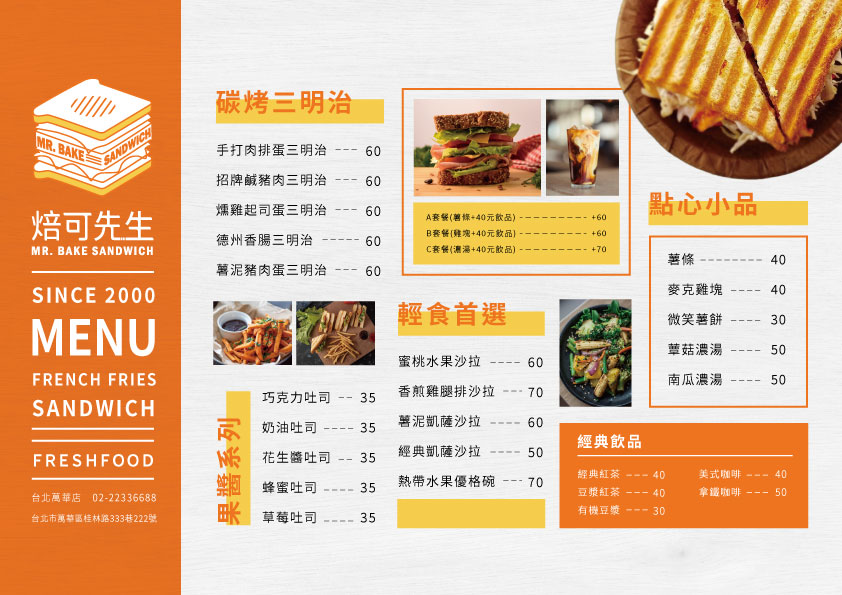 MR. BAKE SANDWICH
焙可先生
MR. BAKE SANDWICH
SINCE 2000
MENU
FRENCH FRIES
SANDWICH
FRESHFOOD
台北萬華店 02-22336688
台北市萬華區桂林路333巷222號
碳烤三明治
手打肉排蛋三明治 --- 60
招牌鹹豬肉三明治 --- 60
燻雞起司蛋三明治 --- 60
德州香腸三明治 ----- 60
薯泥豬肉蛋三明治 --- 60
A套餐(薯條+40元飲品) ---------- +60
B套餐(雞塊+40元飲品) ---------- +60
C套餐(濃湯+40元飲品) ---------- +70
點心小品
薯條 -------- 40
麥克雞塊 ---- 40
微笑薯餅 ---- 30
蕈菇濃湯 ---- 50
南瓜濃湯 ---- 50
果醬系列
巧克力吐司 -- 35
奶油吐司 ---- 35
花生醬吐司 -- 35
蜂蜜吐司 ---- 35
草莓吐司 ---- 35
輕食首選
蜜桃水果沙拉 ---- 60
香煎雞腿排沙拉 --- 70
薯泥凱薩沙拉 ---- 60
經典凱薩沙拉 ---- 50
熱帶水果優格碗 --- 70
經典飲品
經典紅茶 --- 40
豆漿紅茶 --- 40
有機豆漿 --- 30
美式咖啡 --- 40
拿鐵咖啡 --- 50